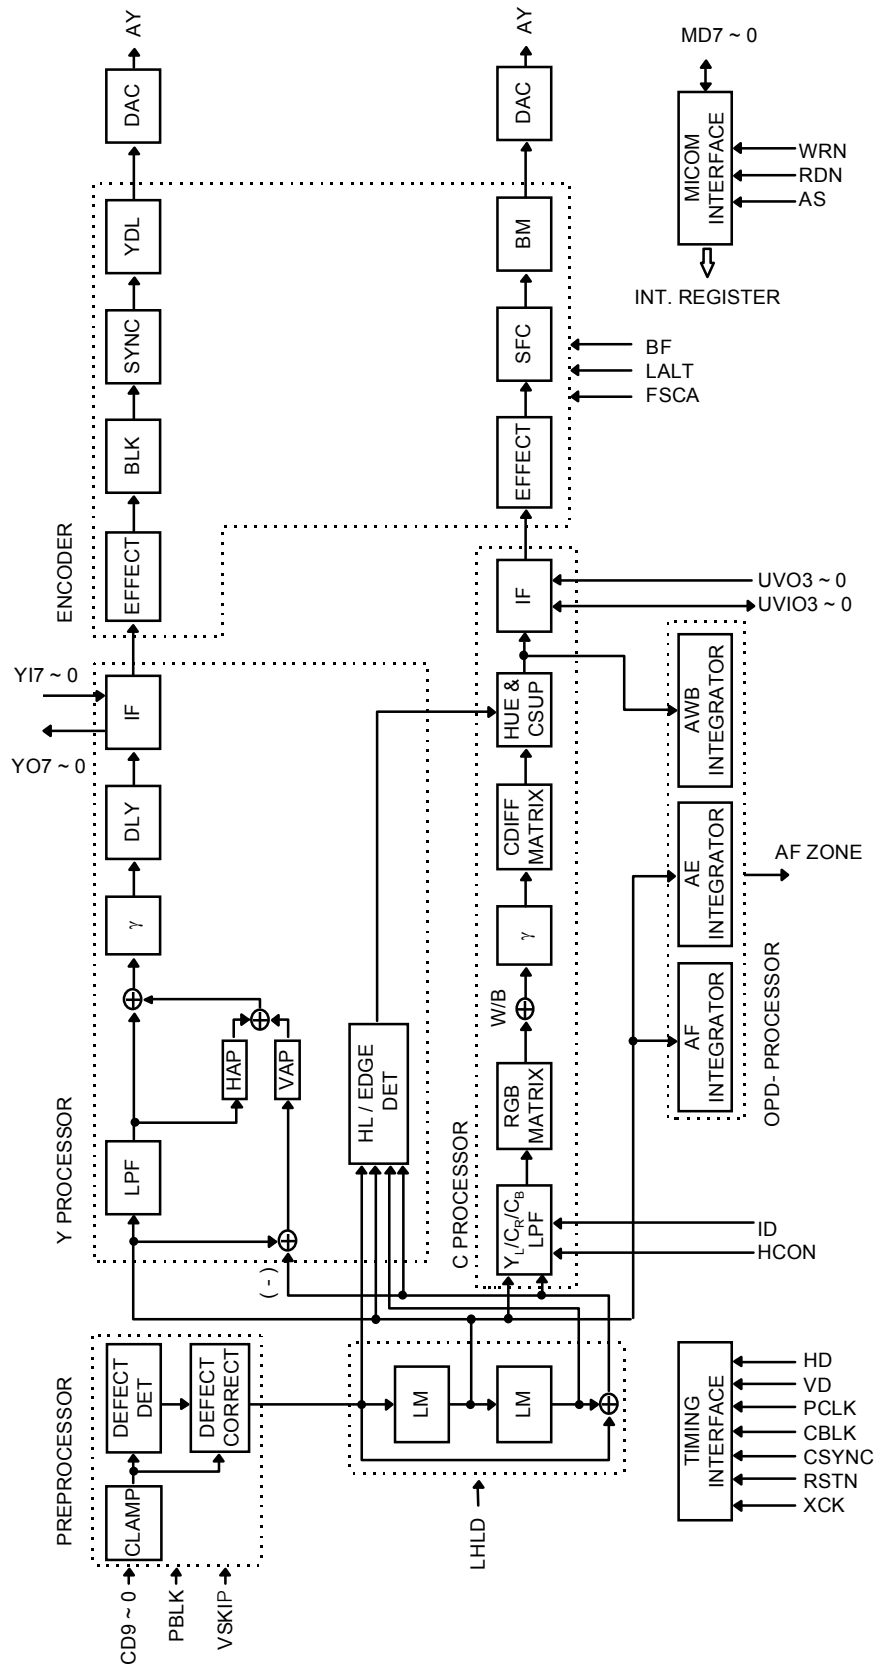 PREPROCESSOR
CD9 ~ 0
PBLK
VSKIP
CLAMP
DEFECT
DET
DEFECT
CORRECT
LHLD
LM
LM
Y PROCESSOR
(-)
LPF
HAP
VAP
γ
DLY
IF
YO7 ~ 0
YI7 ~ 0
HL / EDGE
DET
ENCODER
EFFECT
BLK
SYNC
YDL
DAC
AY
C PROCESSOR
YL/CR/CB
LPF
RGB
MATRIX
W/B
γ
CDIFF
MATRIX
HUE &
CSUP
IF
EFFECT
SFC
BM
DAC
AY
ID
HCON
UVO3 ~ 0
UVIO3 ~ 0
BF
LALT
FSCA
OPD- PROCESSOR
AF
INTEGRATOR
AE
INTEGRATOR
AWB
INTEGRATOR
AF ZONE
TIMING
INTERFACE
HD
VD
PCLK
CBLK
CSYNC
RSTN
XCK
MICOM
INTERFACE
MD7 ~ 0
WRN
RDN
AS
INT. REGISTER